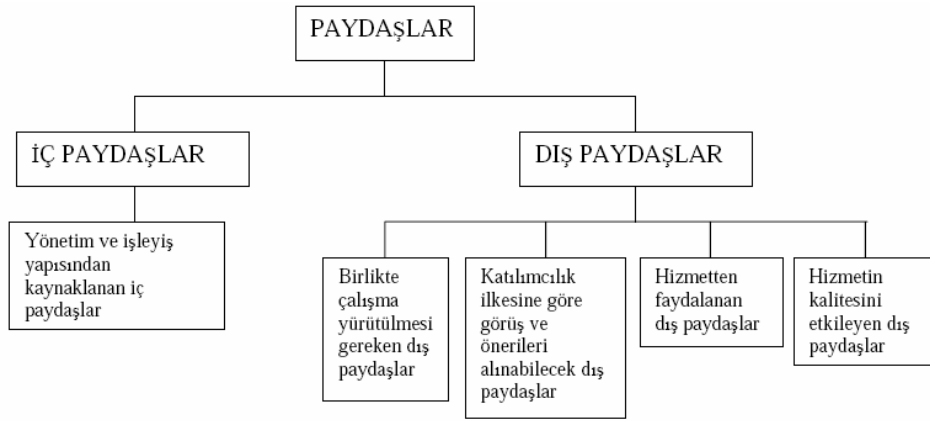 PAYDAŞLAR
İÇ PAYDAŞLAR
DIŞ PAYDAŞLAR
Yönetim ve işleyiş
yapısından
kaynaklanan iç
paydaşlar
Birlikte
çalışma
yürütülmesi
gereken dış
paydaşlar
Katılımcılık
ilkesine göre
görüş ve
önerileri
alınabilecek dış
paydaşlar
Hizmetten
faydalanan
dış paydaşlar
Hizmetin
kalitesini
etkileyen dış
paydaşlar